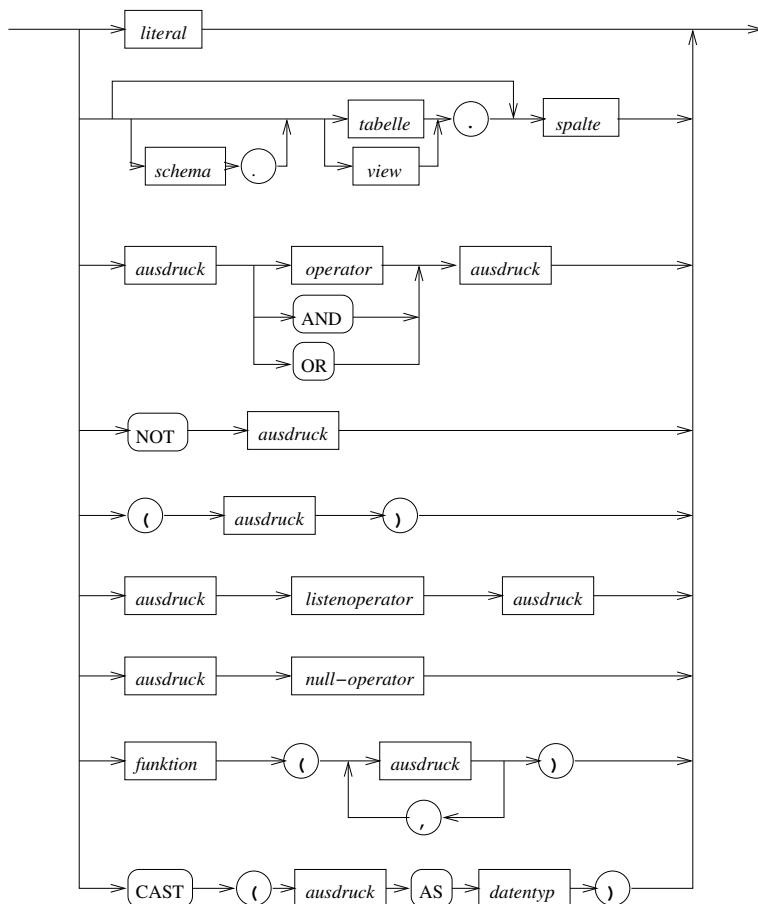 literal
schema . tabelle . spalte
view
ausdruck operator ausdruck
AND
OR
NOT ausdruck
( ausdruck )
ausdruck listenoperator ausdruck
ausdruck null−operator
funktion ( ausdruck )
,
CAST ( ausdruck AS datentyp )